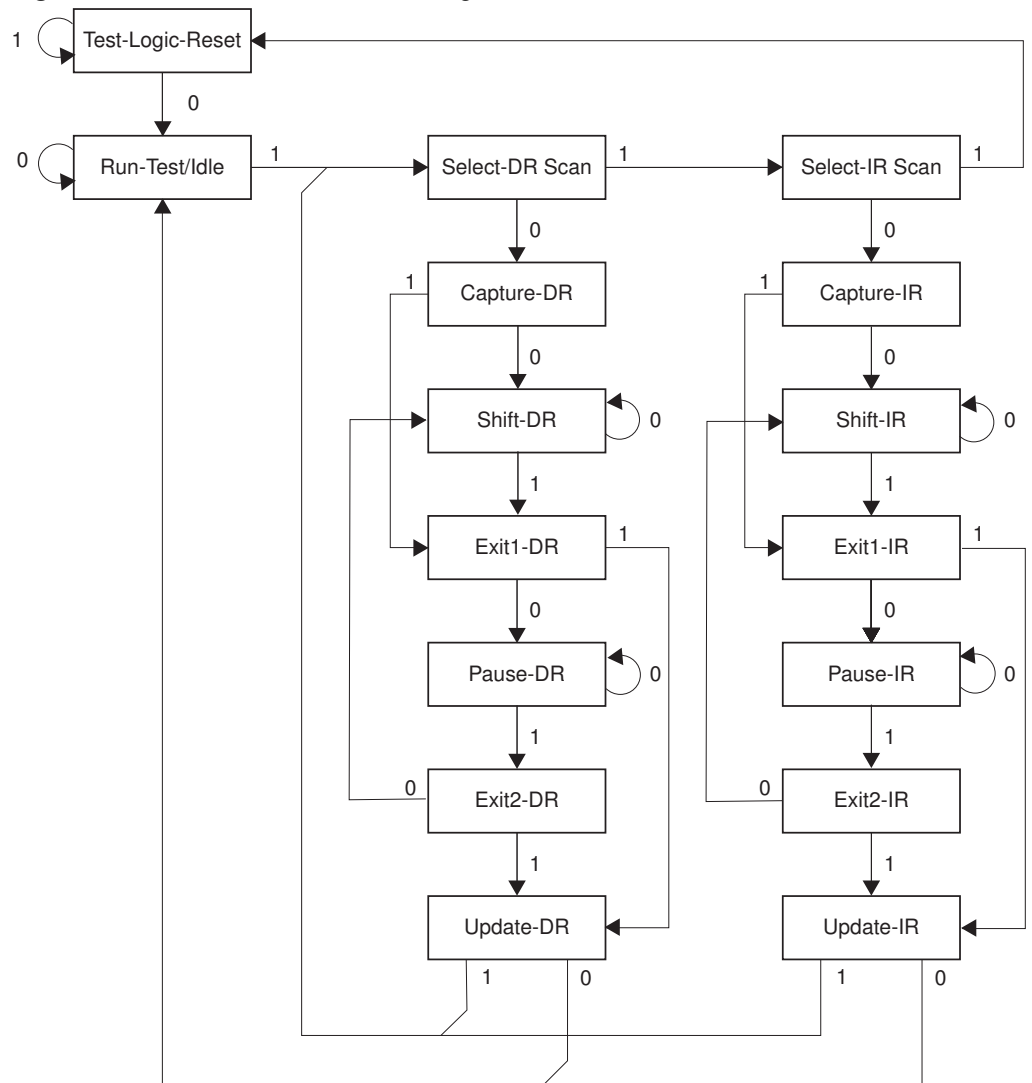 1 Test-Logic-Reset
0
0 Run-Test/Idle 1 Select-DR Scan 1 Select-IR Scan 1
0 0
1 Capture-DR 1 Capture-IR
0 0
Shift-DR 0 Shift-IR 0
1 1
Exit1-DR 1 Exit1-IR 1
0 0
Pause-DR 0 Pause-IR 0
1 1
0 Exit2-DR 0 Exit2-IR
1 1
Update-DR Update-IR
1 0 1 0